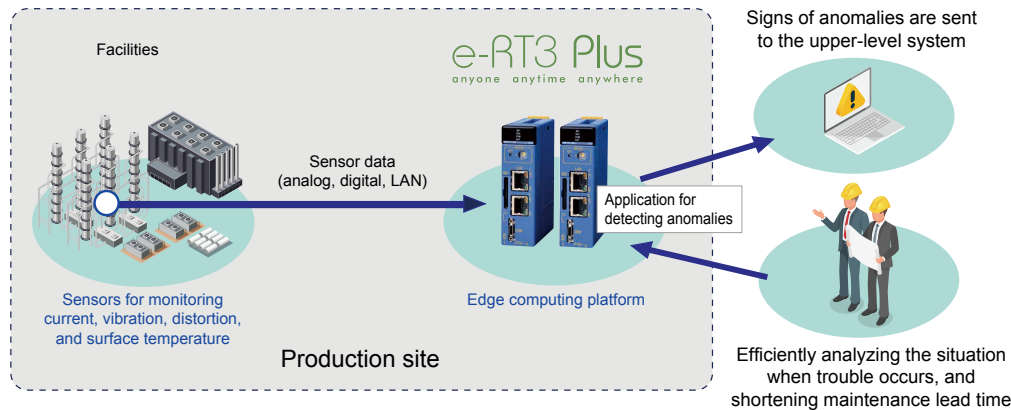 Facilities
e-RT3 Plus
anyone anytime anywhere
Sensor data
(analog, digital, LAN)
Application for
detecting anomalies
Sensors for monitoring
current, vibration, distortion,
and surface temperature
Edge computing platform
Production site
Signs of anomalies are sent
to the upper-level system
Efficiently analyzing the situation
when trouble occurs, and
shortening maintenance lead time